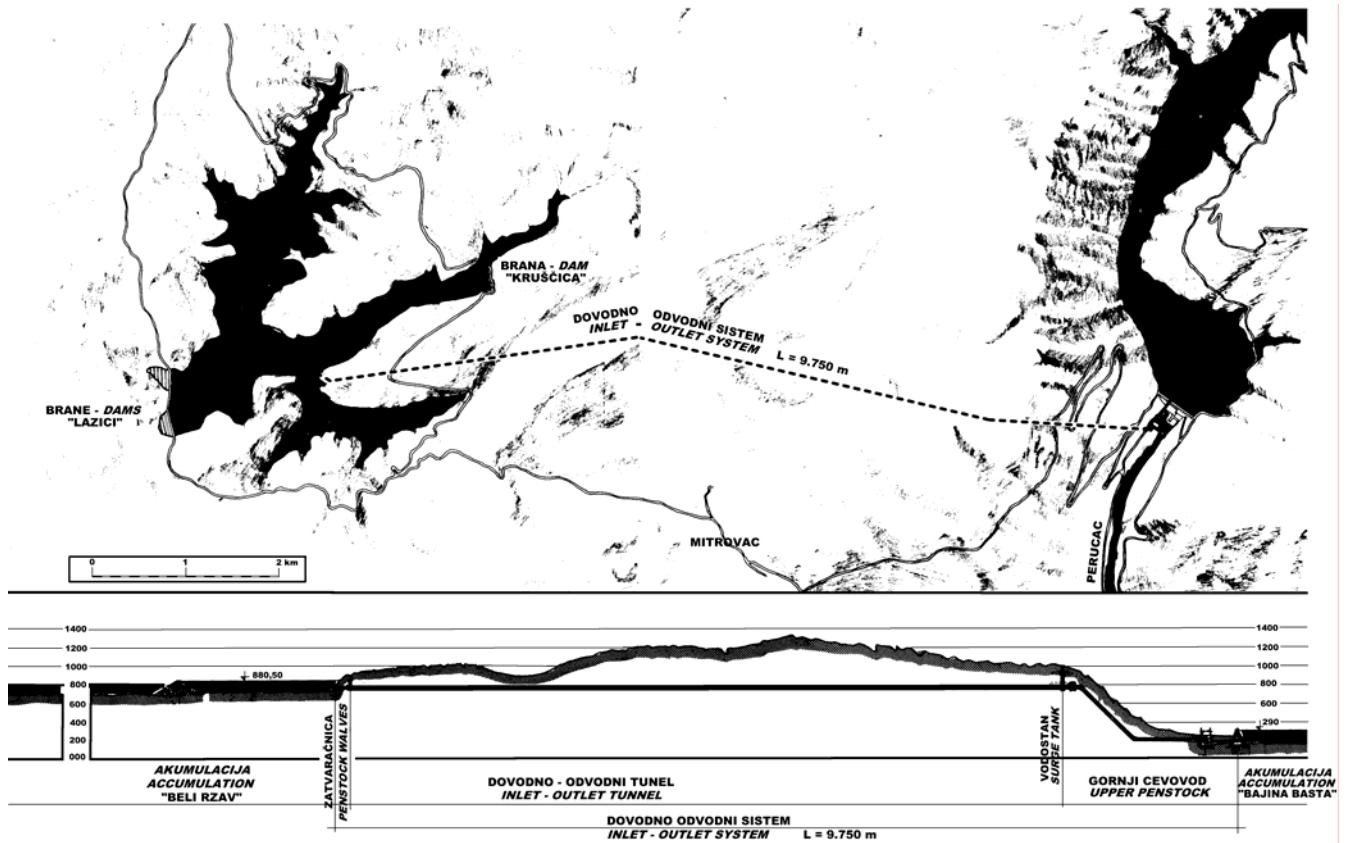 BRANA - DAM
"KRUŠČICA"
DOVODNO - ODVODNI SISTEM
INLET - OUTLET SYSTEM
L = 9.750 m
BRANE - DAMS
"LAZICI"
MITROVAC
PERUCAC
0 1 2 km
1400
1200
1000
800
600
400
200
000
880,50
1400
1200
1000
800
600
400
290
200
ZATVARAČNICA
PENSTOCK WALVES
VODOSTAN
SURGE TANK
AKUMULACIJA
ACCUMULATION
"BELI RZAV"
DOVODNO - ODVODNI TUNEL
INLET - OUTLET TUNNEL
GORNJI CEVOVOD
UPPER PENSTOCK
AKUMULACIJA
ACCUMULATION
"BAJINA BASTA"
DOVODNO ODVODNI SISTEM
INLET - OUTLET SYSTEM L = 9.750 m